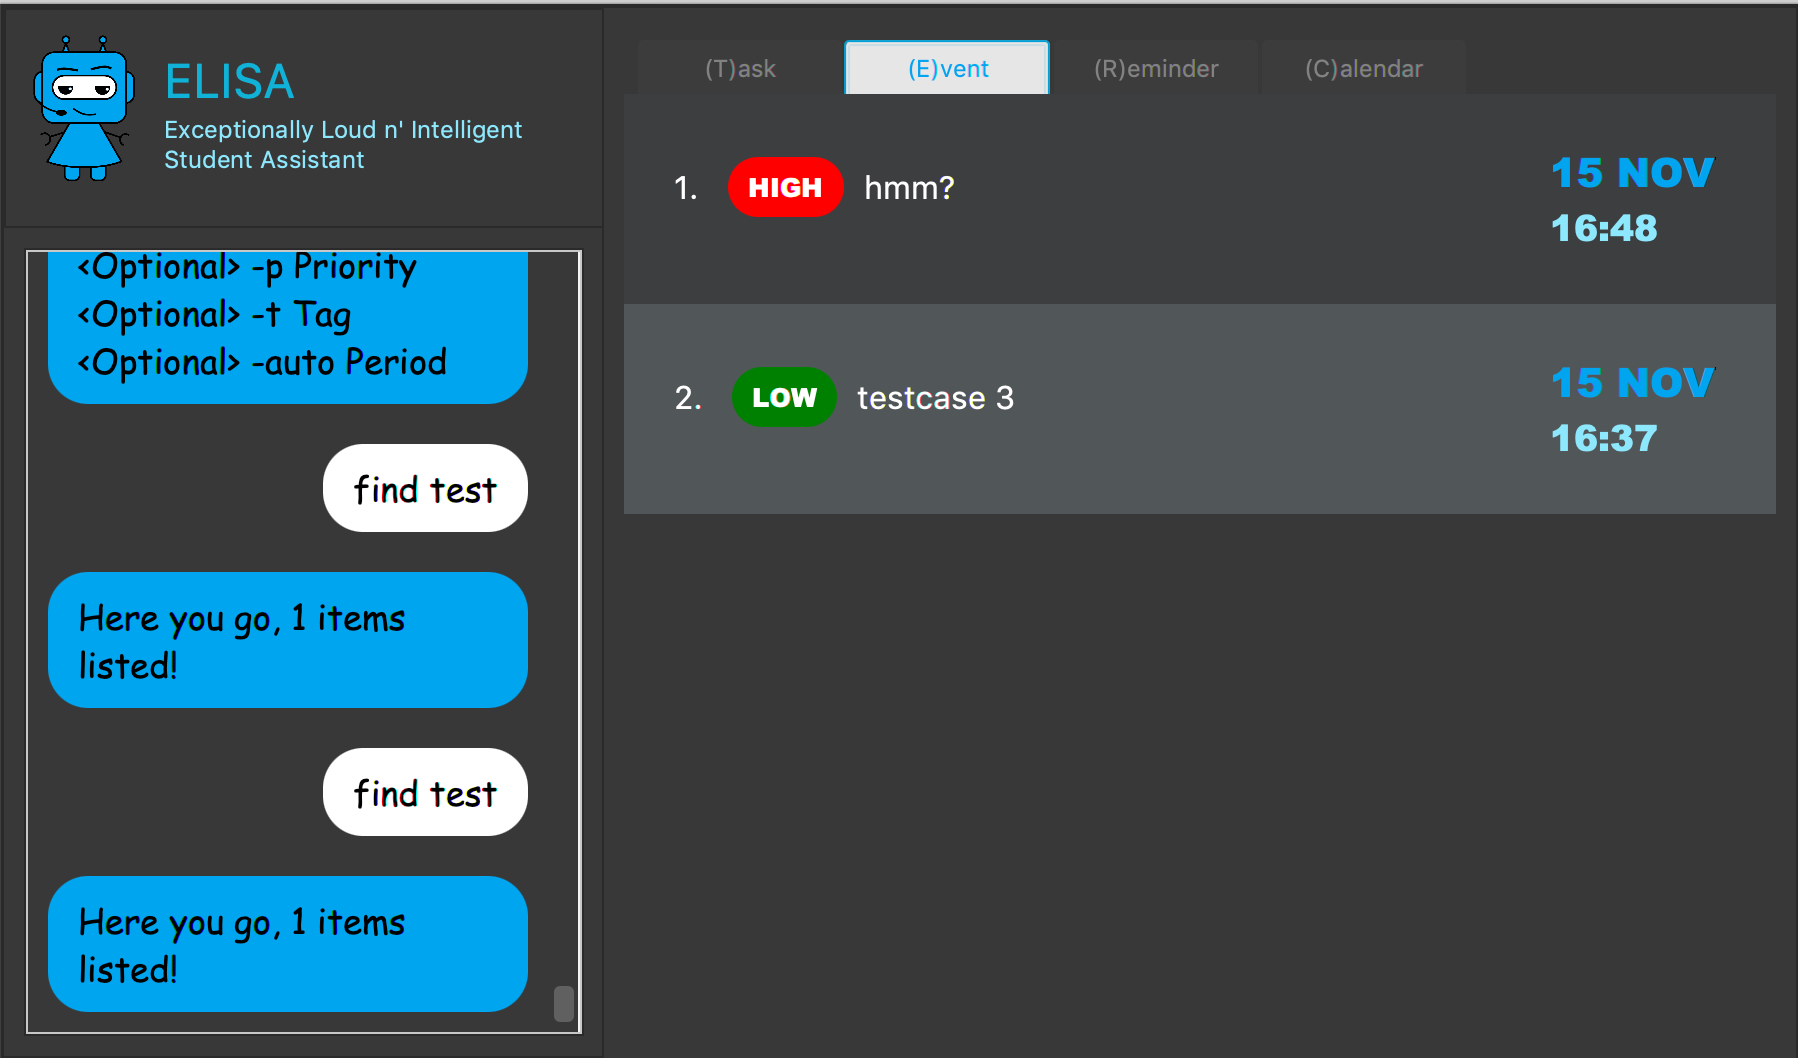 ELISA
Exceptionally Loud n' Intelligent
Student Assistant
<Optional> -p Priority
<Optional> -t Tag
<Optional> -auto Period
find test
Here you go, 1 items
listed!
find test
Here you go, 1 items
listed!
(T)ask (E)vent (R)eminder (C)alendar
1. HIGH hmm? 15 NOV
16:48
2. LOW testcase 3 15 NOV
16:37